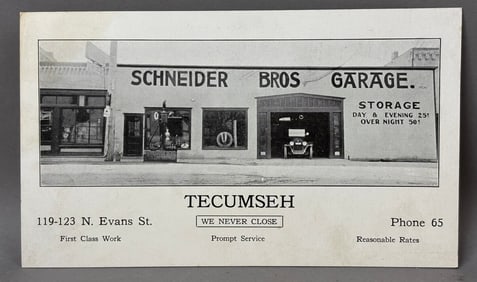 SCHNEIDER BROS GARAGE.
STORAGE
DAY & EVENING 25¢
OVER NIGHT 50¢
TECUMSEH
119-123 N. Evans St.
WE NEVER CLOSE
Phone 65
First Class Work
Prompt Service
Reasonable Rates